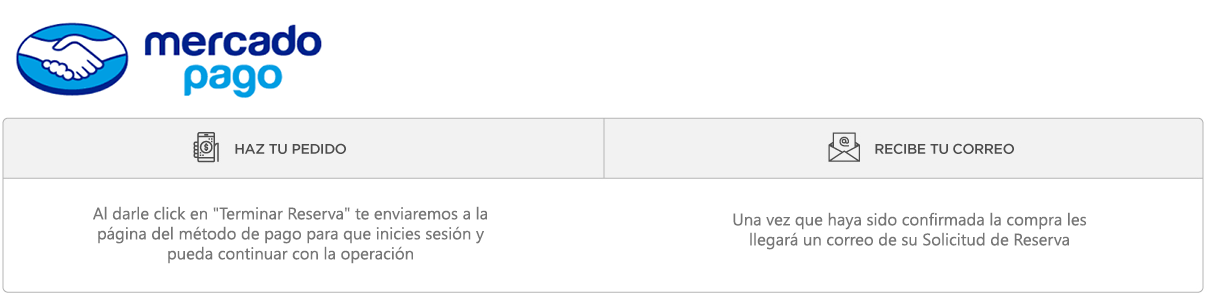 mercado
pago
HAZ TU PEDIDO
RECIBE TU CORREO
Al darle click en "Terminar Reserva" te enviaremos a la
página del método de pago para que inicies sesión y
pueda continuar con la operación
Una vez que haya sido confirmada la compra les
llegará un correo de su Solicitud de Reserva